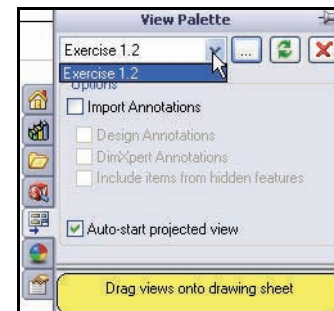 View Palette
Exercise 1.2
...
Exercise 1.2
Options
Import Annotations
Design Annotations
DimXpert Annotations
Include items from hidden features
Auto-start projected view
Drag views onto drawing sheet